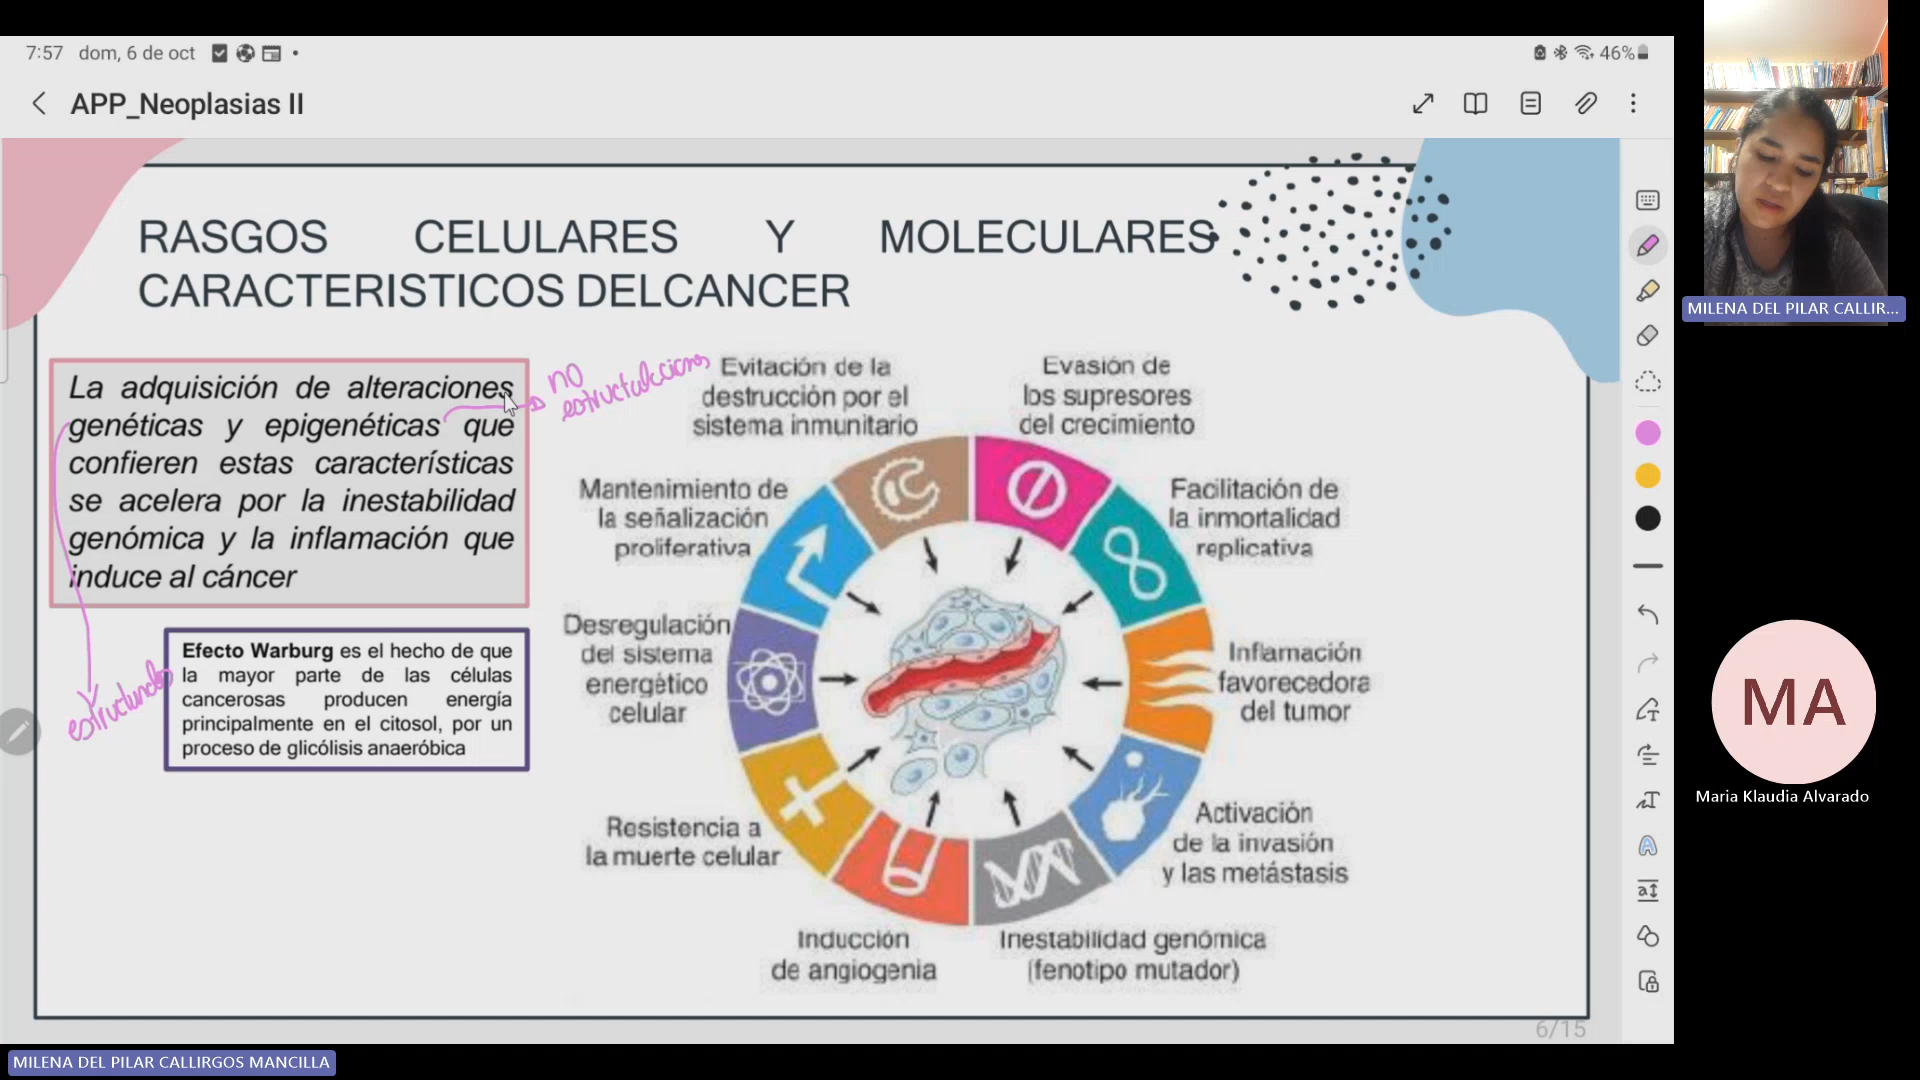 7:57 dom, 6 de oct
46%
APP_Neoplasias II
RASGOS CELULARES Y MOLECULARES
CARACTERISTICOS DELCANCER
La adquisición de alteraciones
genéticas y epigenéticas que
confieren estas características
se acelera por la inestabilidad
genómica y la inflamación que
induce al cáncer
no
Efecto Warburg es el hecho de que
la mayor parte de las células
cancerosas producen energía
principalmente en el citosol, por un
proceso de glicólisis anaeróbica
Evitación de la
destrucción por el
sistema inmunitario
Evasión de
los supresores
del crecimiento
Mantenimiento de
la señalización
proliferativa
Facilitación de
la inmortalidad
replicativa
Desregulación
del sistema
energético
celular
Inflamación
favorecedora
del tumor
Resistencia a
la muerte celular
Activación
de la invasión
y las metástasis
Inducción
de angiogenia
Inestabilidad genómica
(fenotipo mutador)
6/15
MILENA DEL PILAR CALLIR...
MA
Maria Klaudia Alvarado
MILENA DEL PILAR CALLIRGOS MANCILLA